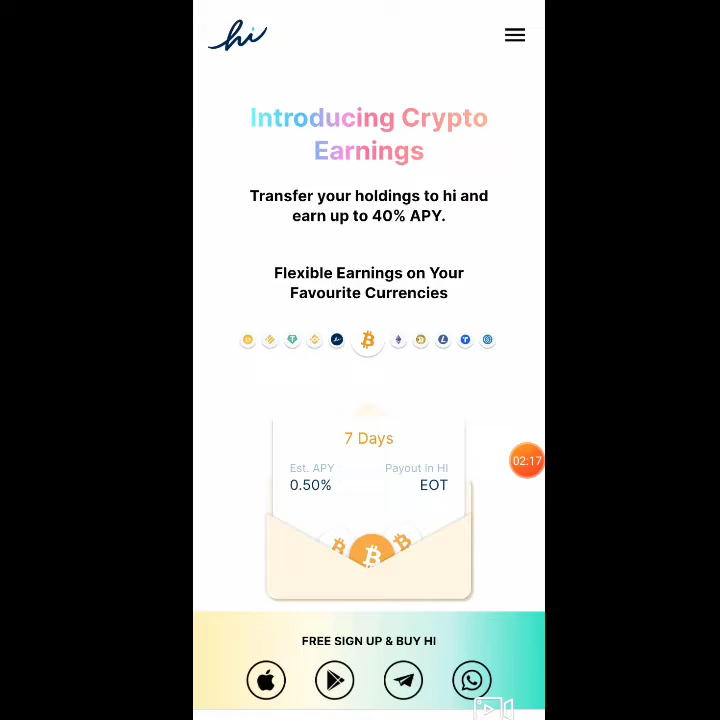 hi
Introducing Crypto
Earnings
Transfer your holdings to hi and
earn up to 40% APY.
Flexible Earnings on Your
Favourite Currencies
7 Days
Est. APY Payout in HI
0.50% EOT
02:17
FREE SIGN UP & BUY HI